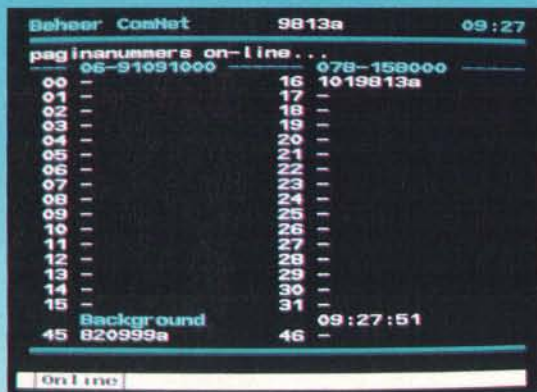 Beheer ComNet 9813a 09:27
paginanummers on-line...
06-91091000 078-158000
00 - 16 1019813a
01 - 17 -
02 - 18 -
03 - 19 -
04 - 20 -
05 - 21 -
06 - 22 -
07 - 23 -
08 - 24 -
09 - 25 -
10 - 26 -
11 - 27 -
12 - 28 -
13 - 29 -
14 - 30 -
15 - 31 -
Background 09:27:51
45 820999a 46 -
Online